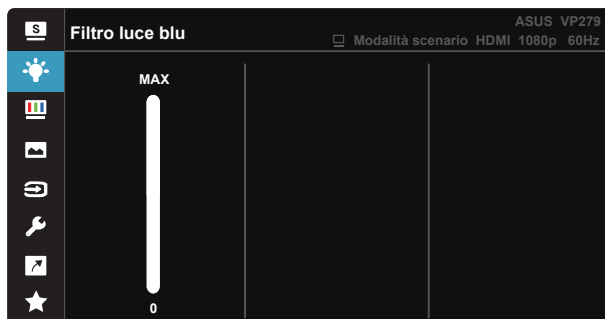 S
Filtro luce blu
ASUS VP279
Modalità scenario HDMI 1080p 60Hz
MAX
0